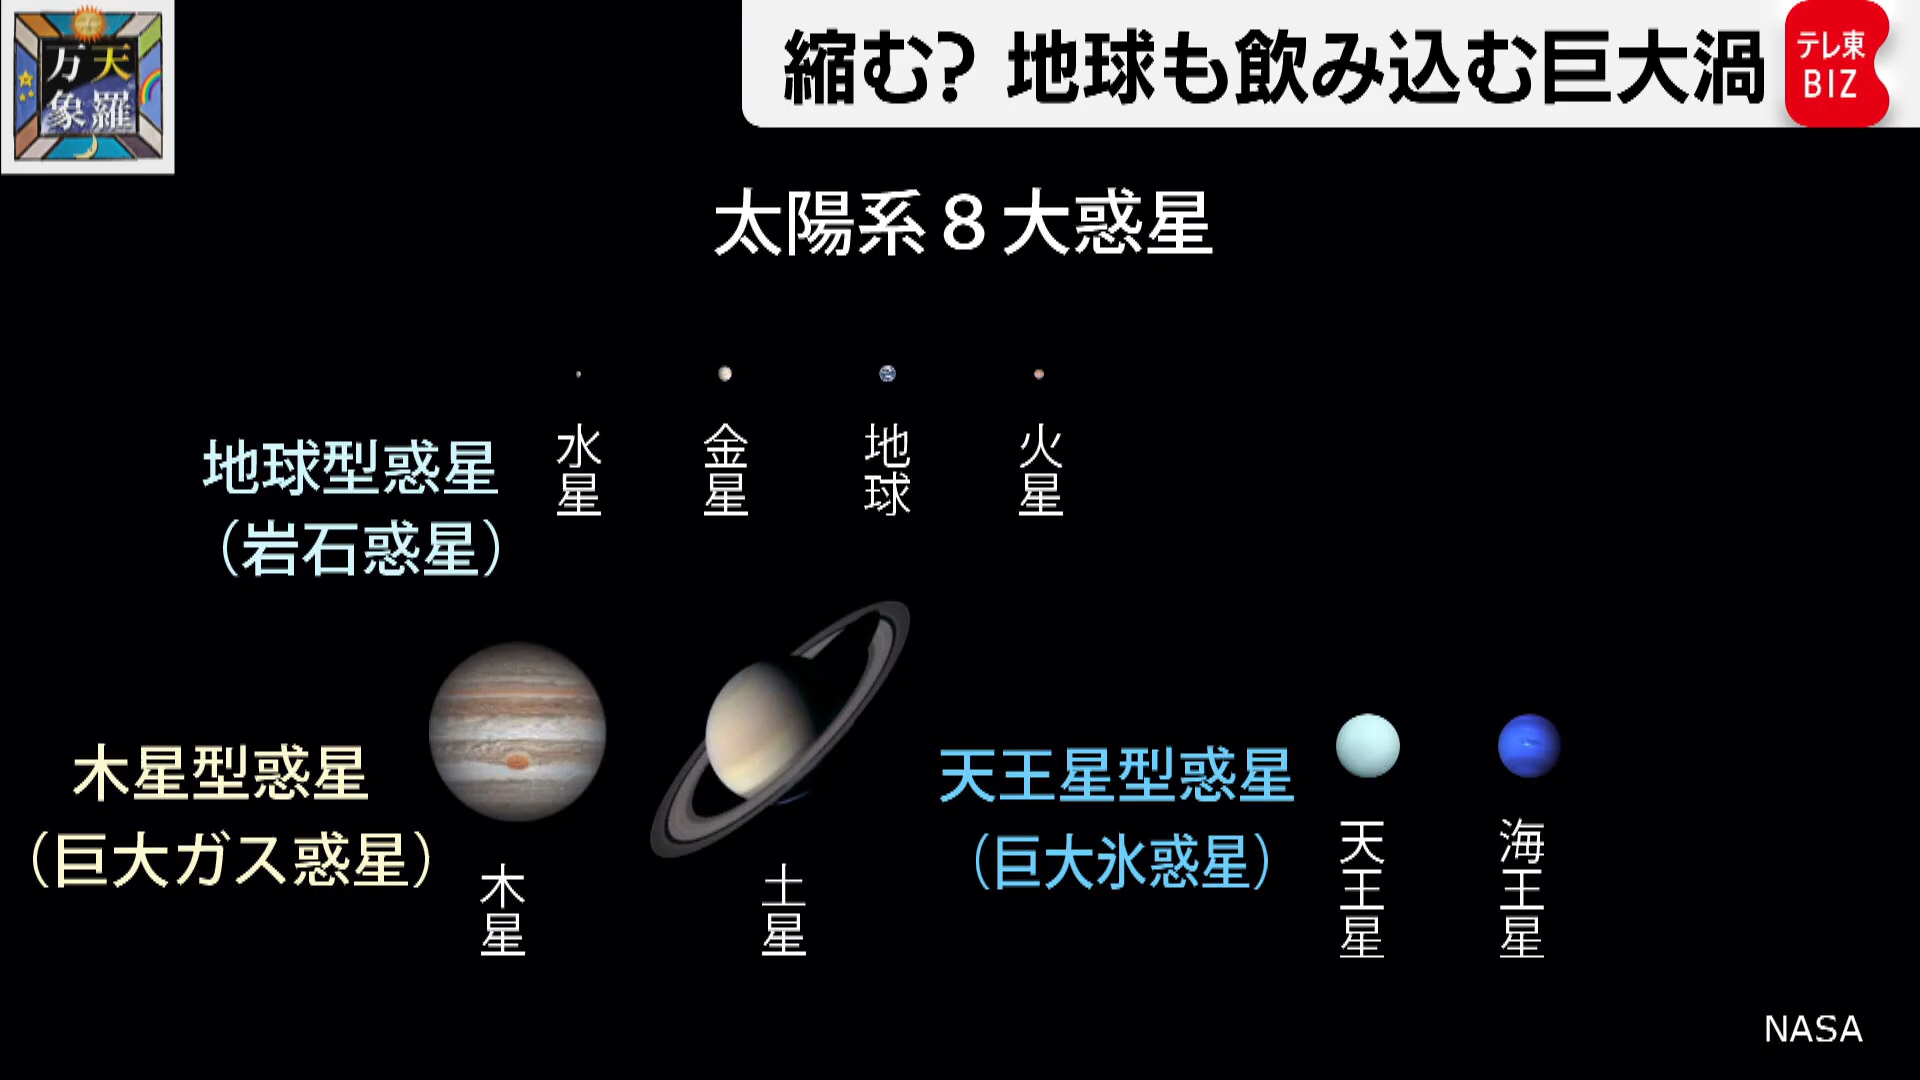 天羅
万象
縮む? 地球も飲み込む巨大渦
テレ東
BIZ
太陽系8大惑星
地球型惑星
(岩石惑星)
水星
金星
地球
火星
木星型惑星
(巨大ガス惑星)
木星
土星
天王星型惑星
(巨大氷惑星)
天王星
海王星
NASA